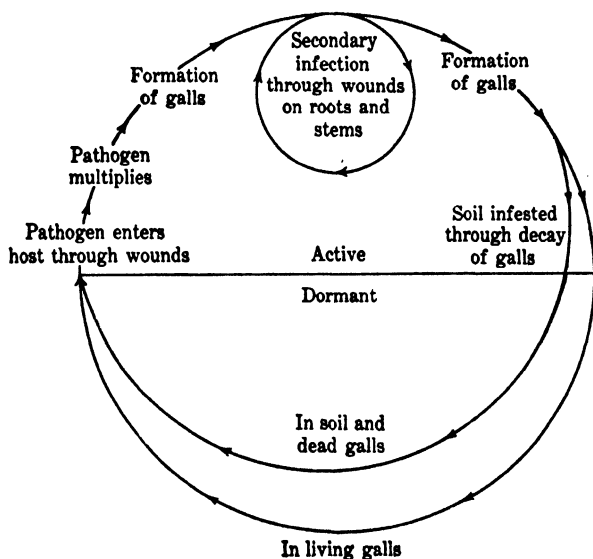 Secondary
infection
through wounds
on roots and
stems
Formation
of galls
Formation
of galls
Pathogen
multiplies
Pathogen enters
host through wounds
Soil infested
through decay
of galls
Active
Dormant
In soil and
dead galls
In living galls